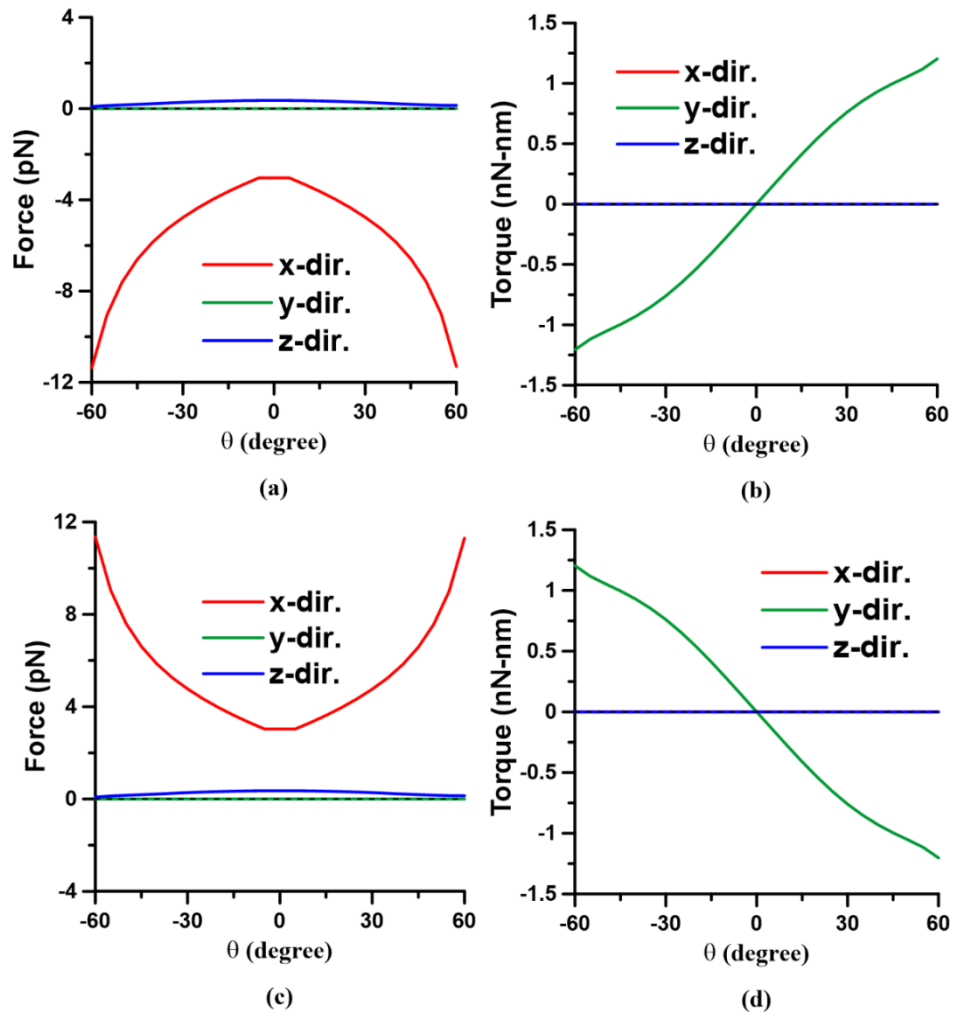 4
0
-4
-8
-12
Force (pN)
x-dir.
y-dir.
z-dir.
-60 -30 0 30 60
θ (degree)
(a)
1.5
1
0.5
0
-0.5
-1
-1.5
Torque (nN-nm)
x-dir.
y-dir.
z-dir.
-60 -30 0 30 60
θ (degree)
(b)
12
8
4
0
-4
Force (pN)
x-dir.
y-dir.
z-dir.
-60 -30 0 30 60
θ (degree)
(c)
1.5
1
0.5
0
-0.5
-1
-1.5
Torque (nN-nm)
x-dir.
y-dir.
z-dir.
-60 -30 0 30 60
θ (degree)
(d)